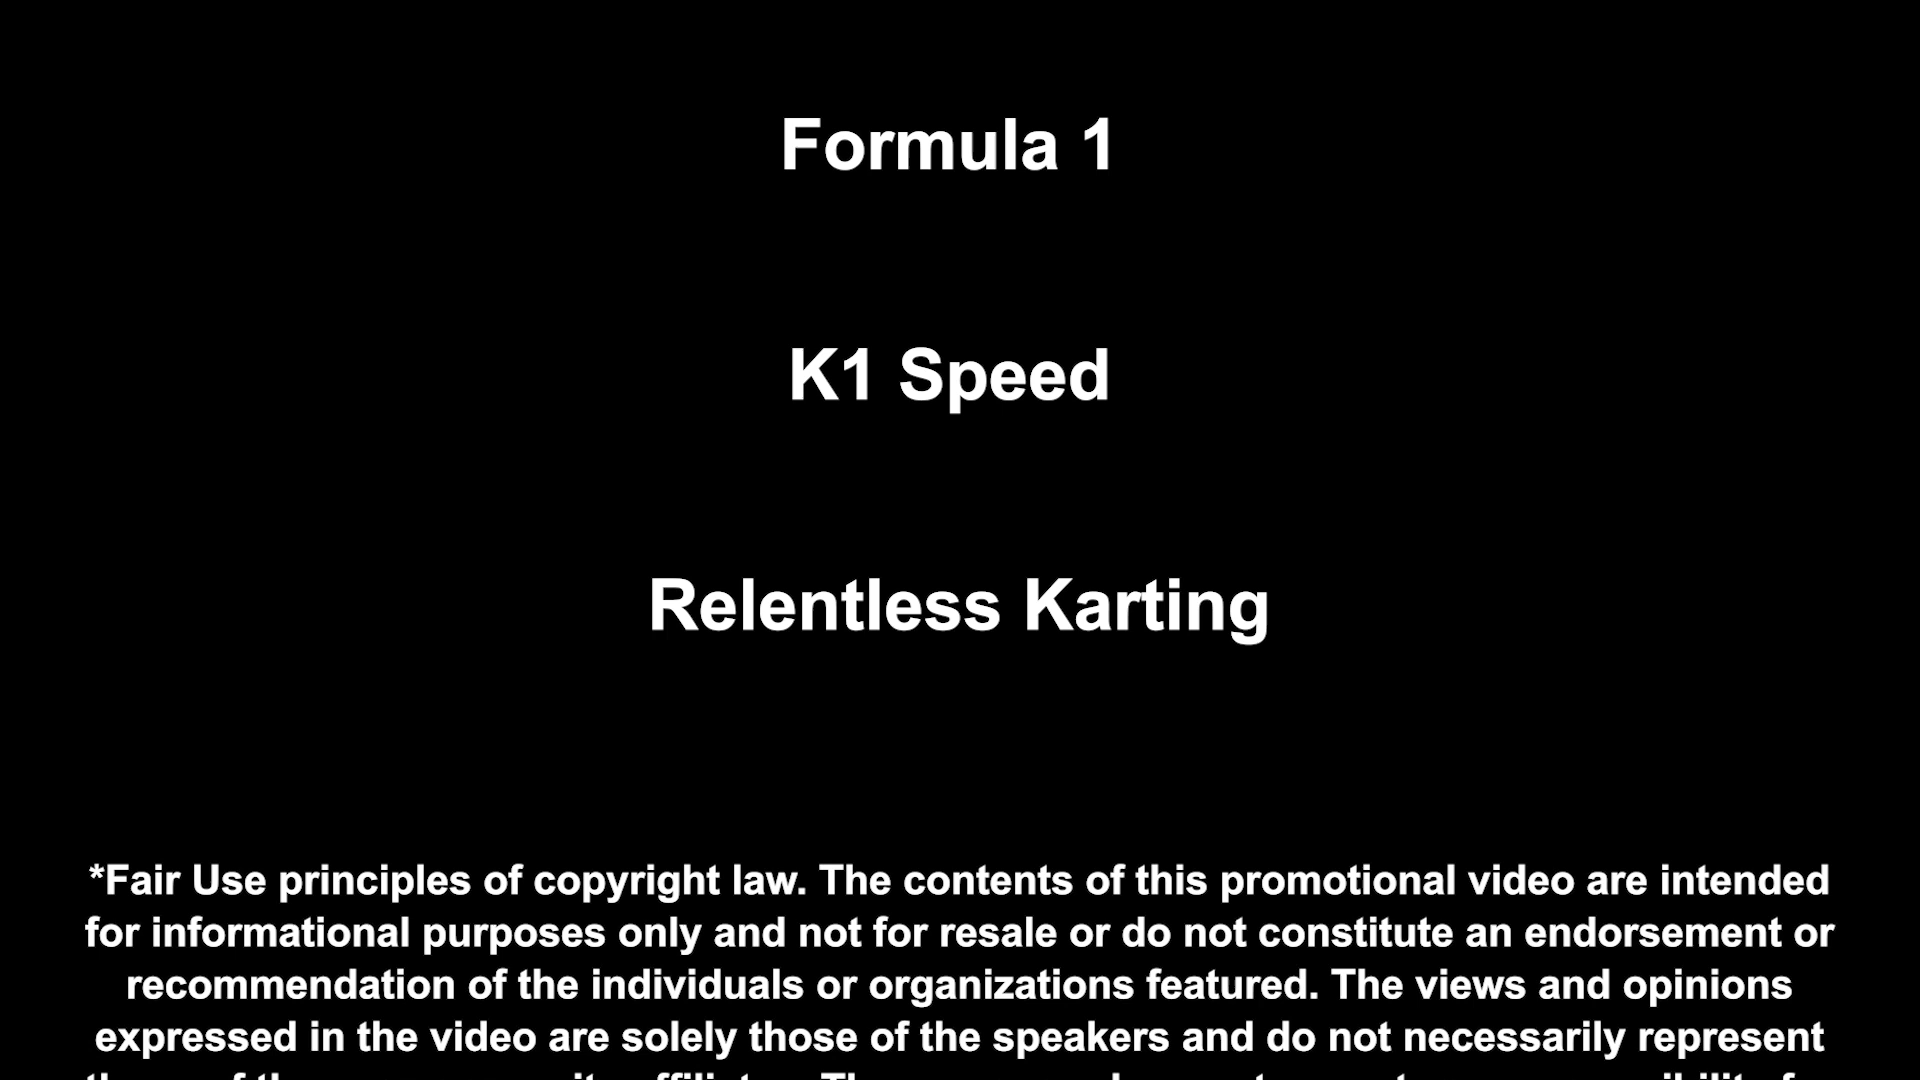 Formula 1
K1 Speed
Relentless Karting
*Fair Use principles of copyright law. The contents of this promotional video are intended
for informational purposes only and not for resale or do not constitute an endorsement or
recommendation of the individuals or organizations featured. The views and opinions
expressed in the video are solely those of the speakers and do not necessarily represent